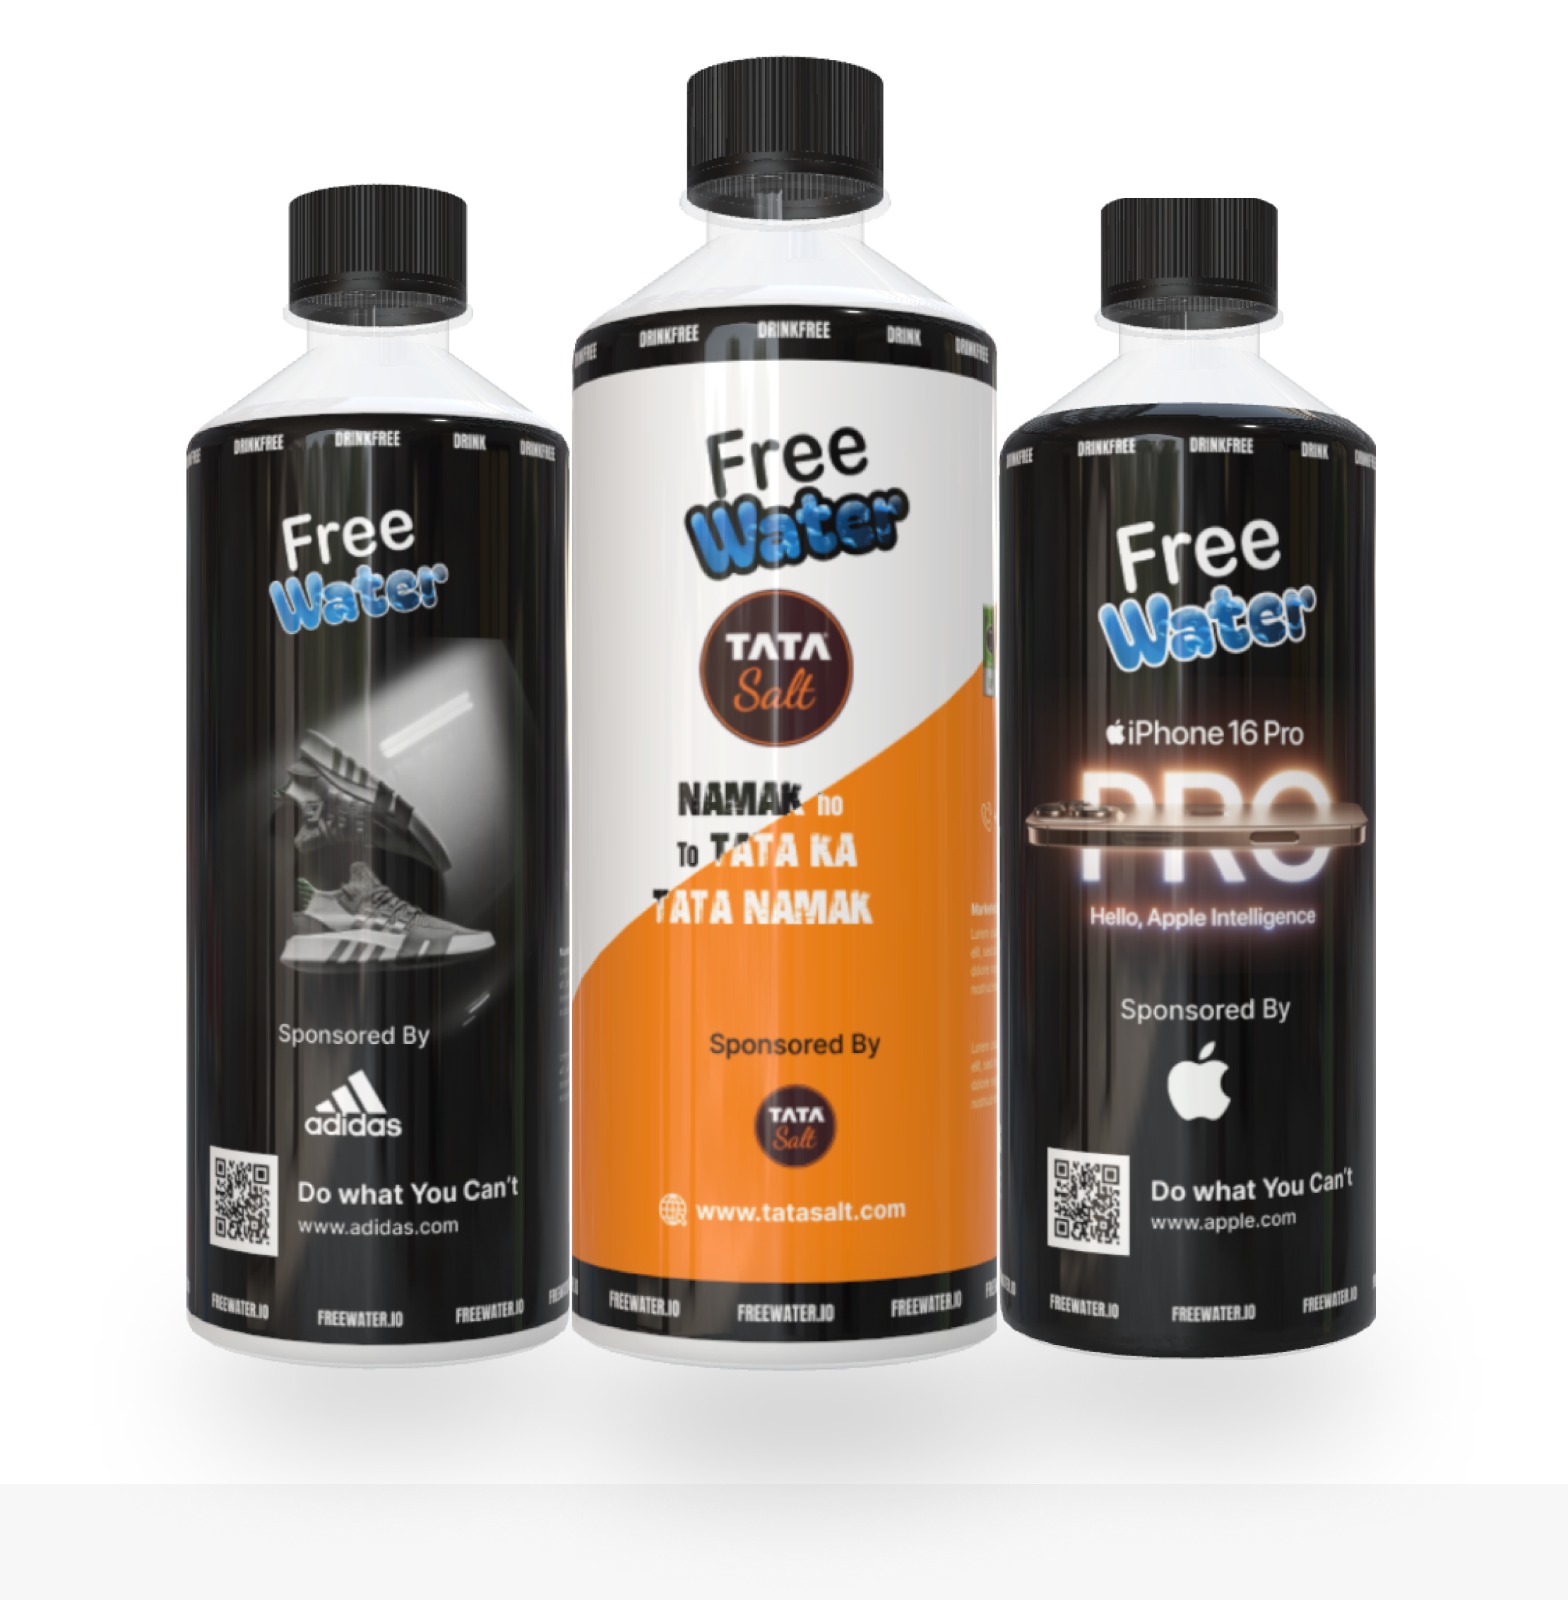 DRINKFREE DRINKFREE DRINK DRINKFREE
Free
Water
Sponsored By
adidas
Do what You Can't
www.adidas.com
FREEWATER.IO FREEWATER.IO FREEWATER.IO
DRINKFREE DRINKFREE DRINK DRINKFREE
Free
Water
TATA
Salt
NAMAK ho
To TATA KA
TATA NAMAK
Sponsored By
TATA
Salt
www.tatasalt.com
FREEWATER.IO FREEWATER.IO FREEWATER.IO
DRINKFREE DRINKFREE DRINK
Free
Water
iPhone 16 Pro
PRO
Hello, Apple Intelligence
Sponsored By
Do what You Can't
www.apple.com
FREEWATER.IO FREEWATER.IO FREEWATER.IO